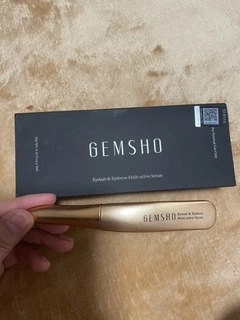 GEMSHO
Eyelash & Eyebrow Multi-active Serum
GEMSHO
Eyelash & Eyebrow
Multi-active Serum